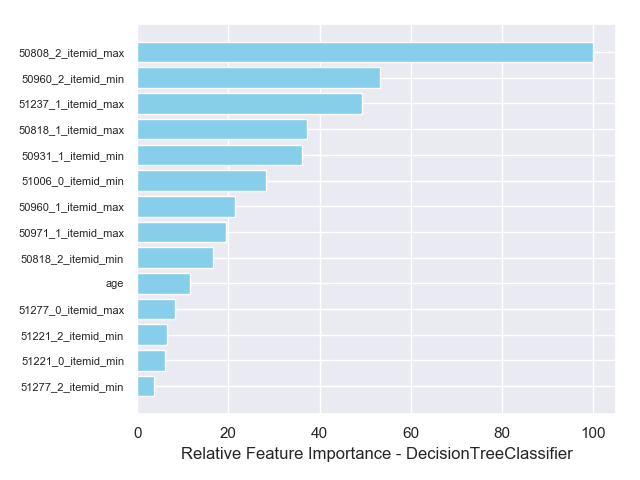 50808_2_itemid_max
50960_2_itemid_min
51237_1_itemid_max
50818_1_itemid_max
50931_1_itemid_min
51006_0_itemid_min
50960_1_itemid_max
50971_1_itemid_max
50818_2_itemid_min
age
51277_0_itemid_max
51221_2_itemid_min
51221_0_itemid_min
51277_2_itemid_min
0 20 40 60 80 100
Relative Feature Importance - DecisionTreeClassifier